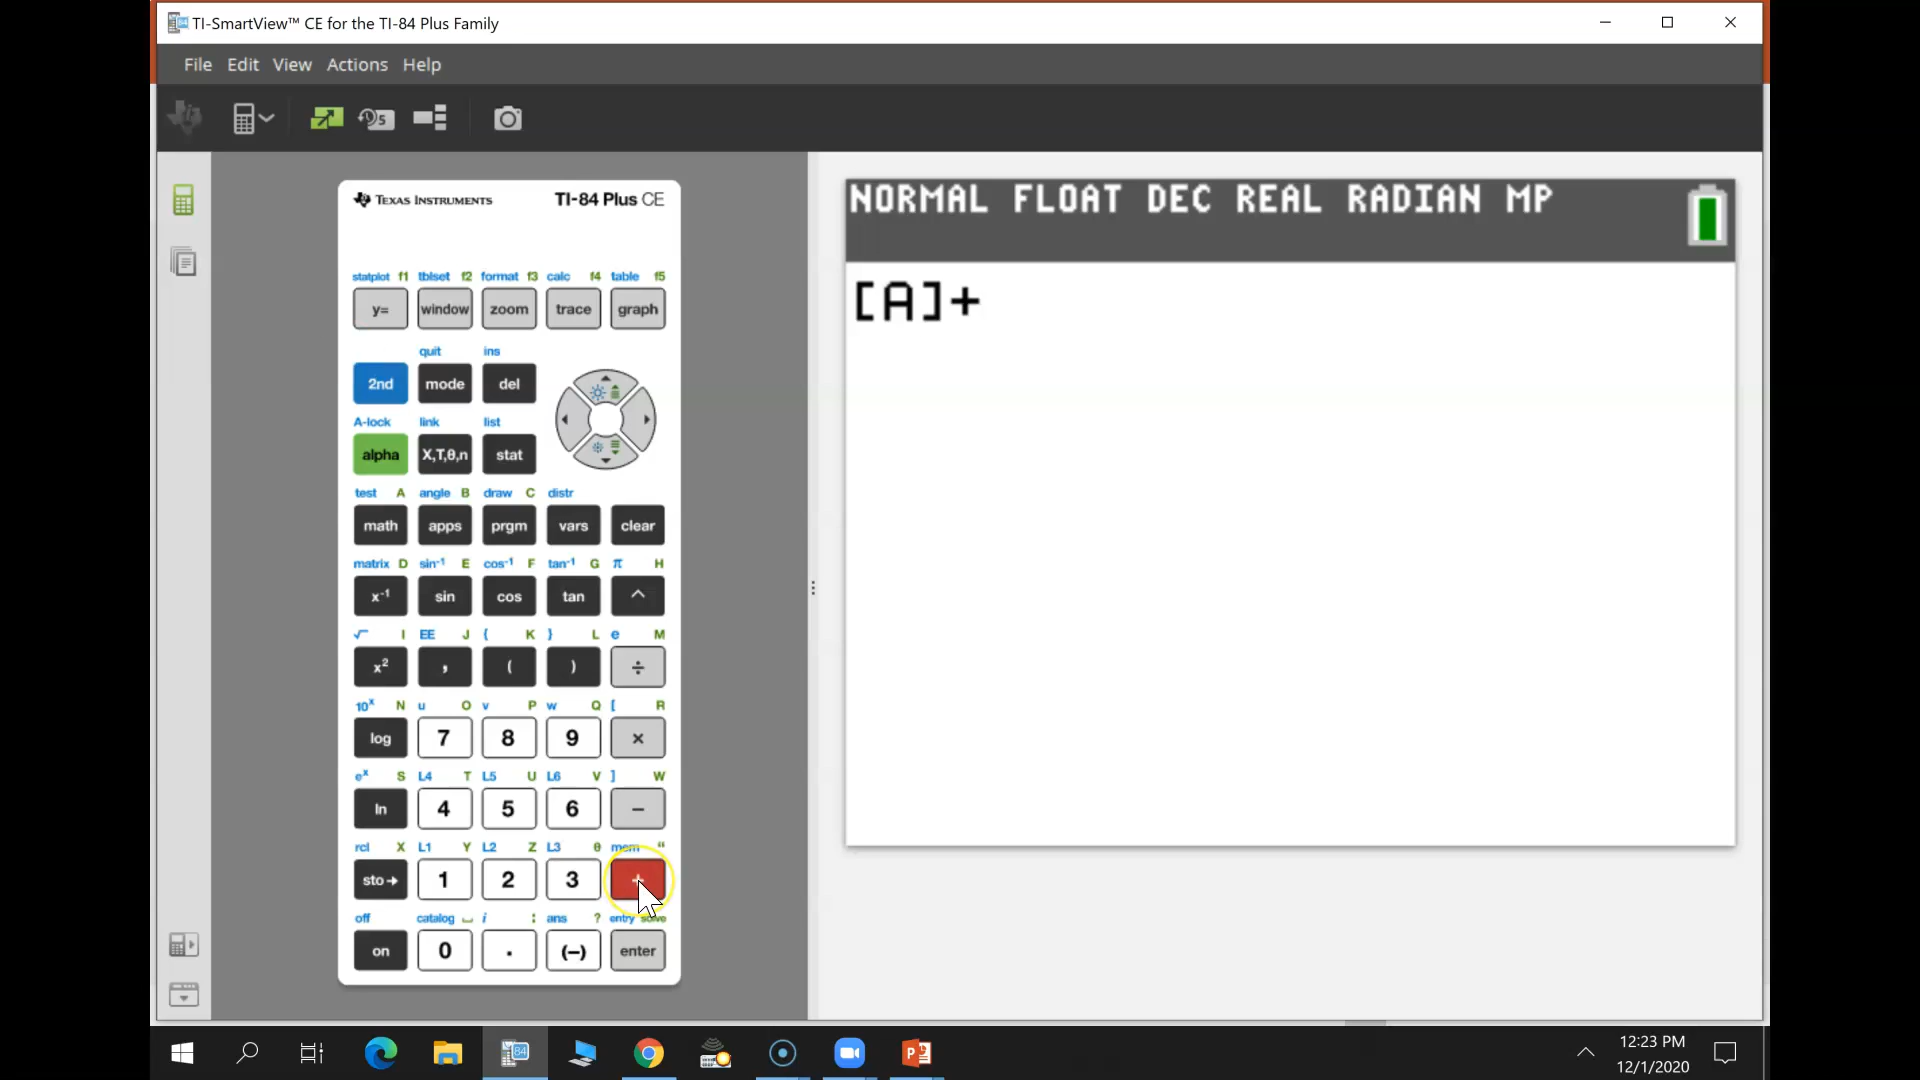 TI-SmartView™ CE for the TI-84 Plus Family
File Edit View Actions Help
TEXAS INSTRUMENTS TI-84 Plus CE
NORMAL FLOAT DEC REAL RADIAN MP
[A]+
statplot f1 tblset f2 format f3 calc f4 table f5
y= window zoom trace graph
quit ins
2nd mode del
A-lock link list
alpha X,T,θ,n stat
test A angle B draw C distr
math apps prgm vars clear
matrix D sin⁻¹ E cos⁻¹ F tan⁻¹ G π H
x⁻¹ sin cos tan ^
√ I EE J { K } L e M
x² , ( ) ÷
10ˣ N u O v P w Q [ R
log 7 8 9 ×
eˣ S L4 T L5 U L6 V ] W
ln 4 5 6 −
rcl X L1 Y L2 Z L3 θ mem “
sto→ 1 2 3 +
off catalog ⎵ i : ans ? entry solve
on 0 . (−) enter
12:23 PM
12/1/2020